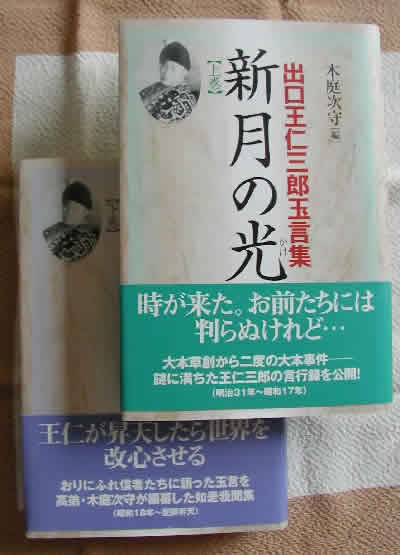 木庭次守[編]
出口王仁三郎玉言集
新月の光
かけ
【上巻】
時が来た。お前たちには
判らぬけれど…
大本草創から二度の大本事件──
謎に満ちた王仁三郎の言行録を公開!
(明治31年~昭和17年)
王仁が昇天したら世界を
改心させる
おりにふれ信者たちに語った玉言を
高弟・木庭次守が編纂した如是我聞集
(昭和18年~聖師昇天)